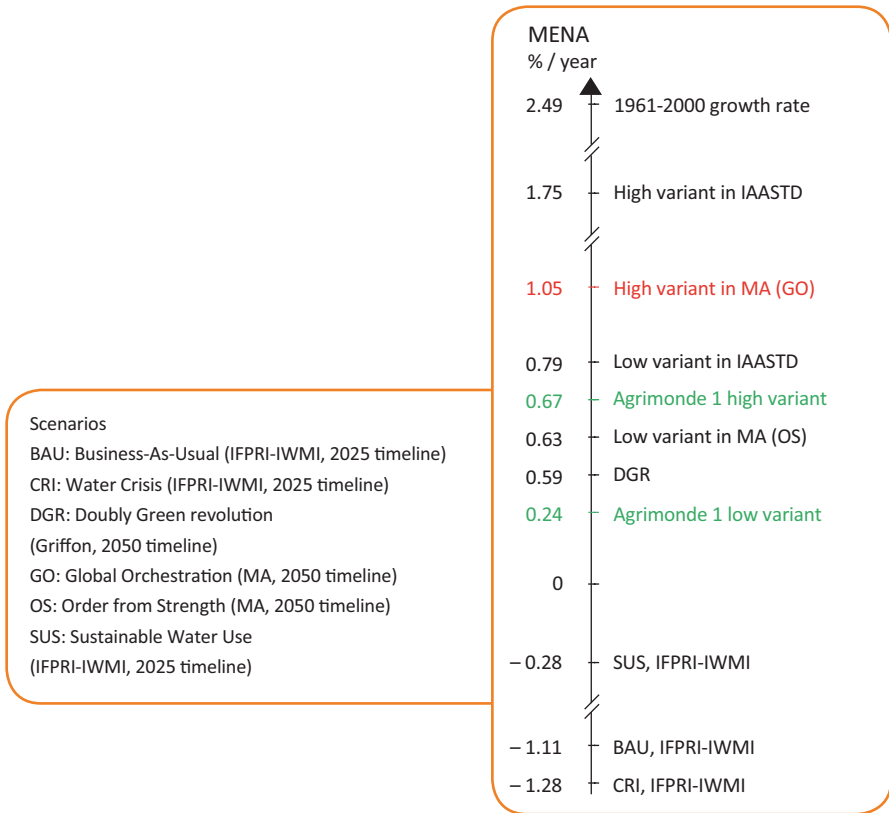 MENA
% / year
2.49 1961-2000 growth rate
1.75 High variant in IAASTD
1.05 High variant in MA (GO)
0.79 Low variant in IAASTD
0.67 Agrimonde 1 high variant
0.63 Low variant in MA (OS)
0.59 DGR
0.24 Agrimonde 1 low variant
0
– 0.28 SUS, IFPRI-IWMI
– 1.11 BAU, IFPRI-IWMI
– 1.28 CRI, IFPRI-IWMI
Scenarios
BAU: Business-As-Usual (IFPRI-IWMI, 2025 timeline)
CRI: Water Crisis (IFPRI-IWMI, 2025 timeline)
DGR: Doubly Green revolution
(Griffon, 2050 timeline)
GO: Global Orchestration (MA, 2050 timeline)
OS: Order from Strength (MA, 2050 timeline)
SUS: Sustainable Water Use
(IFPRI-IWMI, 2025 timeline)